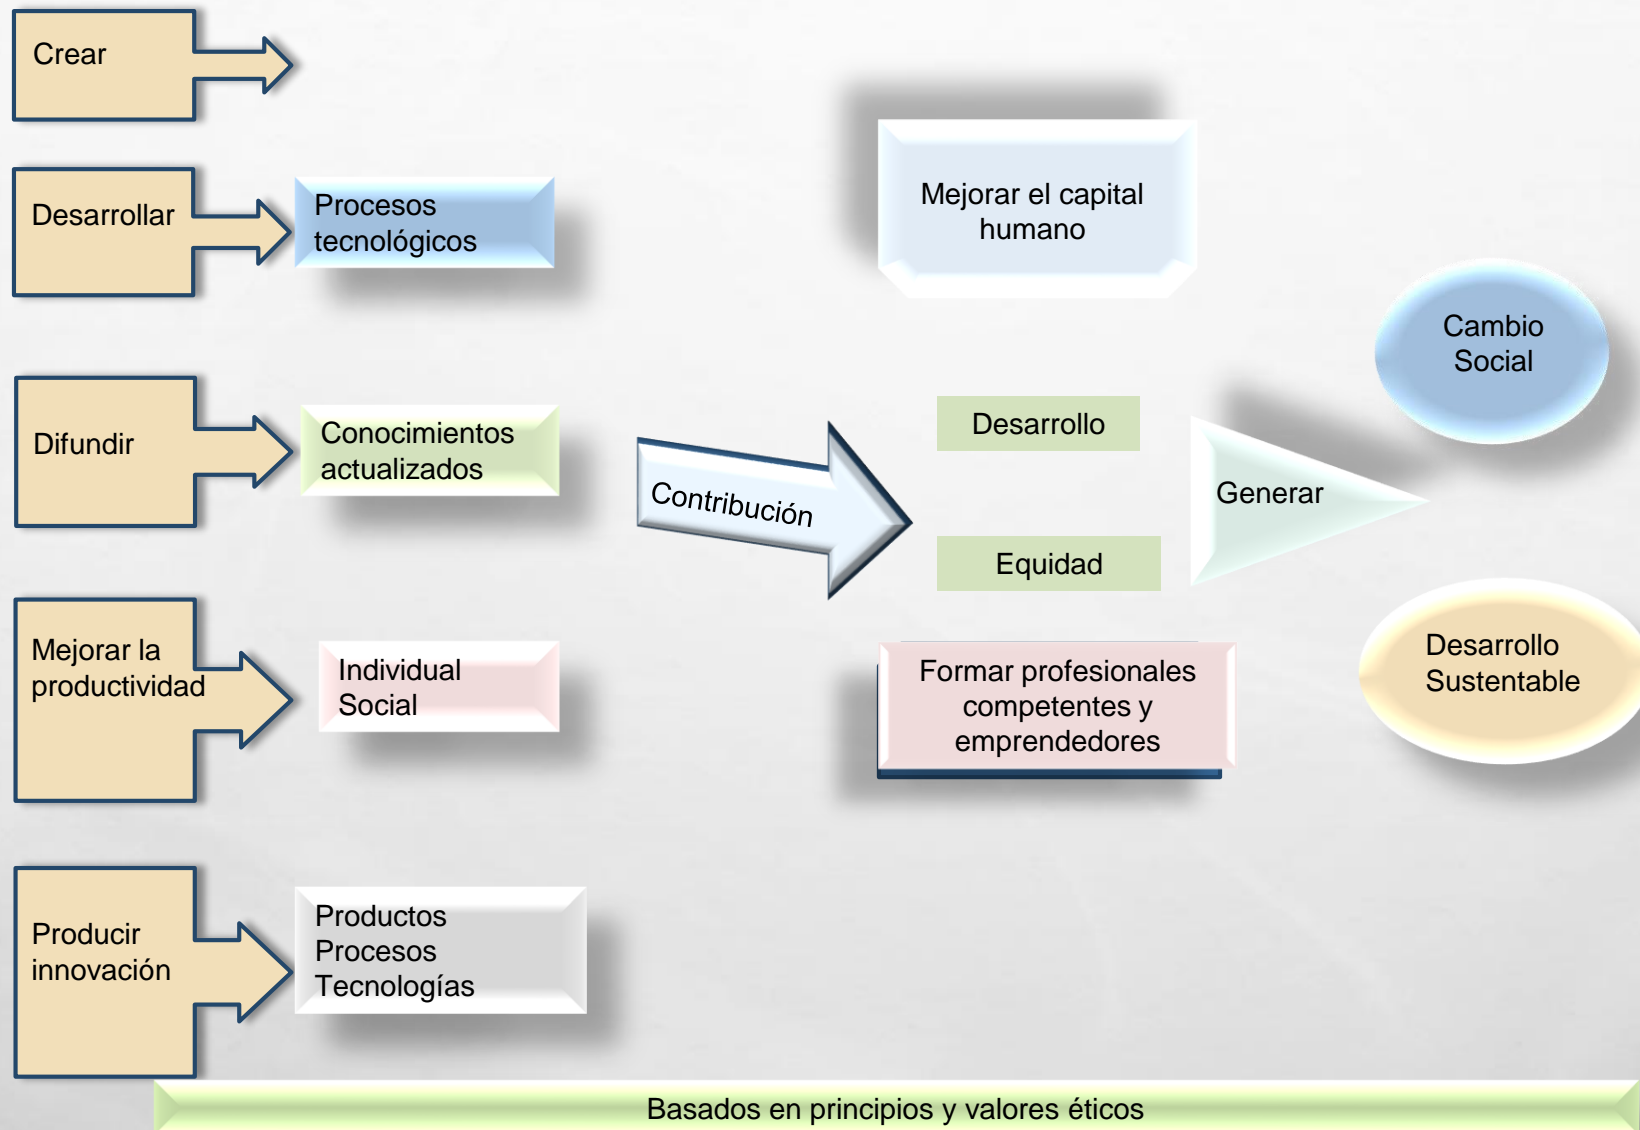 Crear
Desarrollar
Procesos
tecnológicos
Difundir
Conocimientos
actualizados
Mejorar la
productividad
Individual
Social
Producir
innovación
Productos
Procesos
Tecnologías
Contribución
Mejorar el capital
humano
Desarrollo
Equidad
Formar profesionales
competentes y
emprendedores
Generar
Cambio
Social
Desarrollo
Sustentable
Basados en principios y valores éticos